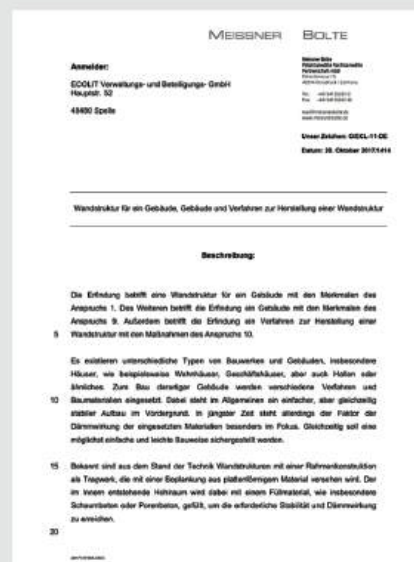 MEISSNER BOLTE
Anmelder:
ECOLIT Verwaltungs- und Beteiligungs- GmbH
Hauptstr. 52
48480 Spelle
Meissner Bolte
Unser Zeichen: G/ECL-11-DE
Datum: 26. Oktober 2017/1414
Wandstruktur für ein Gebäude, Gebäude und Verfahren zur Herstellung einer Wandstruktur
Beschreibung:
Die Erfindung betrifft eine Wandstruktur für ein Gebäude mit den Merkmalen des
Anspruchs 1. Des Weiteren betrifft die Erfindung ein Gebäude mit den Merkmalen des
Anspruchs 9. Außerdem betrifft die Erfindung ein Verfahren zur Herstellung einer
5 Wandstruktur mit den Maßnahmen des Anspruchs 10.
Es existieren unterschiedliche Typen von Bauwerken und Gebäuden, insbesondere
Häuser, wie beispielsweise Wohnhäuser, Geschäftshäuser, aber auch Hallen oder
ähnliches. Zum Bau derartiger Gebäude werden verschiedene Verfahren und
10 Baumaterialien eingesetzt. Dabei steht im Allgemeinen ein einfacher, aber gleichzeitig
stabiler Aufbau im Vordergrund. In jüngster Zeit steht allerdings der Faktor der
Dämmwirkung der eingesetzten Materialien besonders im Fokus. Gleichzeitig soll eine
möglichst einfache und leichte Bauweise sichergestellt werden.
15 Bekannt sind aus dem Stand der Technik Wandstrukturen mit einer Rahmenkonstruktion
als Tragwerk, die mit einer Beplankung aus plattenförmigem Material versehen wird. Der
im Innern entstehende Hohlraum wird dabei mit einem Füllmaterial, wie insbesondere
Schaumbeton oder Porenbeton, gefüllt, um die erforderliche Stabilität und Dämmwirkung
zu erreichen.
20